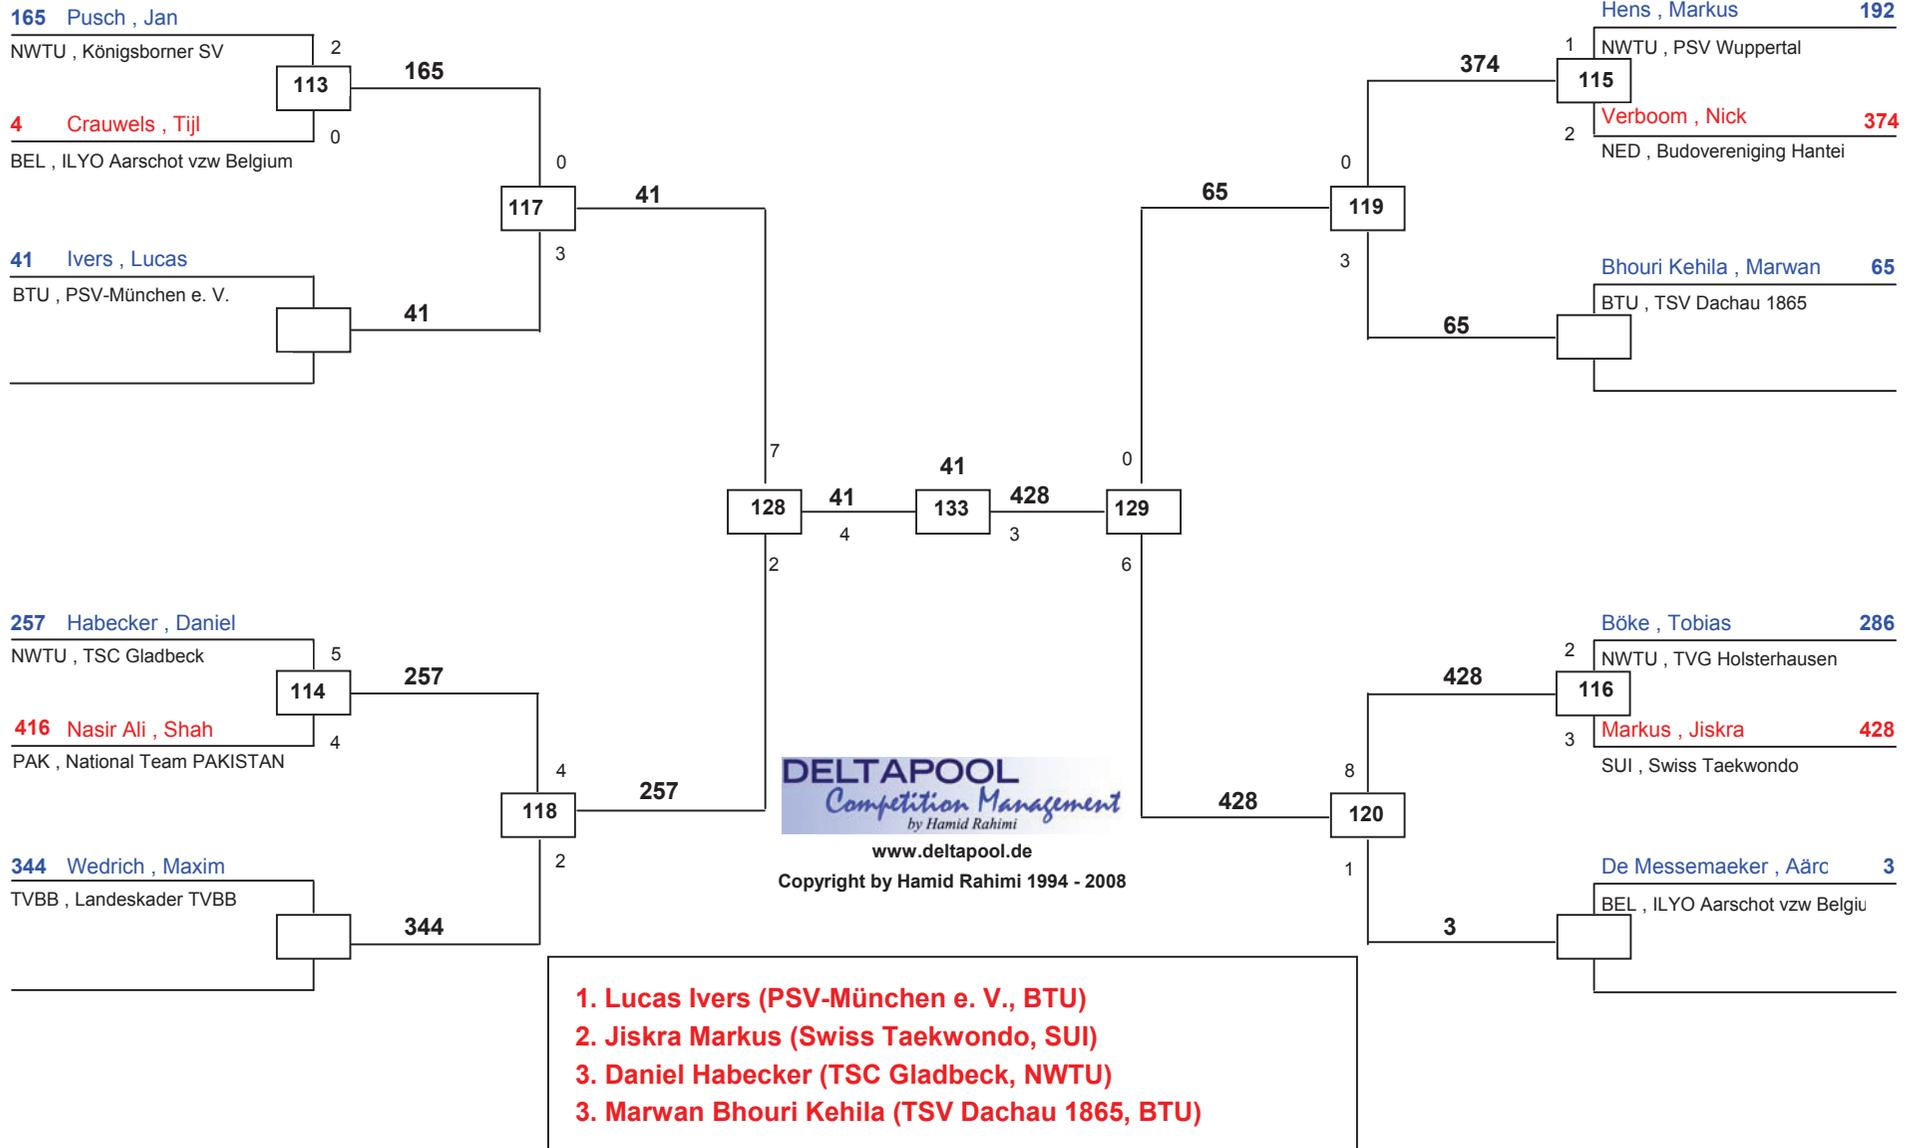 165 Pusch , Jan
NWTU , Königsborner SV
2
113
165
4 Crauwels , Tijl
0
BEL , ILYO Aarschot vzw Belgium
0
117
41
3
41 Ivers , Lucas
BTU , PSV-München e. V.
41
Hens , Markus 192
1
NWTU , PSV Wuppertal
374
115
Verboom , Nick 374
2
NED , Budovereniging Hantei
0
65
119
3
Bhouri Kehila , Marwan 65
BTU , TSV Dachau 1865
65
7
128
41
4
2
41
133
428
3
0
129
6
257 Habecker , Daniel
NWTU , TSC Gladbeck
5
114
257
416 Nasir Ali , Shah
4
PAK , National Team PAKISTAN
4
118
257
2
344 Wedrich , Maxim
TVBB , Landeskader TVBB
344
DELTAPOOL
Competition Management
by Hamid Rahimi
www.deltapool.de
Copyright by Hamid Rahimi 1994 - 2008
Böke , Tobias 286
2
NWTU , TVG Holsterhausen
428
116
Markus , Jiskra 428
3
SUI , Swiss Taekwondo
8
428
120
1
De Messemaeker , Aärc 3
BEL , ILYO Aarschot vzw Belgiu
3
1. Lucas Ivers (PSV-München e. V., BTU)
2. Jiskra Markus (Swiss Taekwondo, SUI)
3. Daniel Habecker (TSC Gladbeck, NWTU)
3. Marwan Bhouri Kehila (TSV Dachau 1865, BTU)